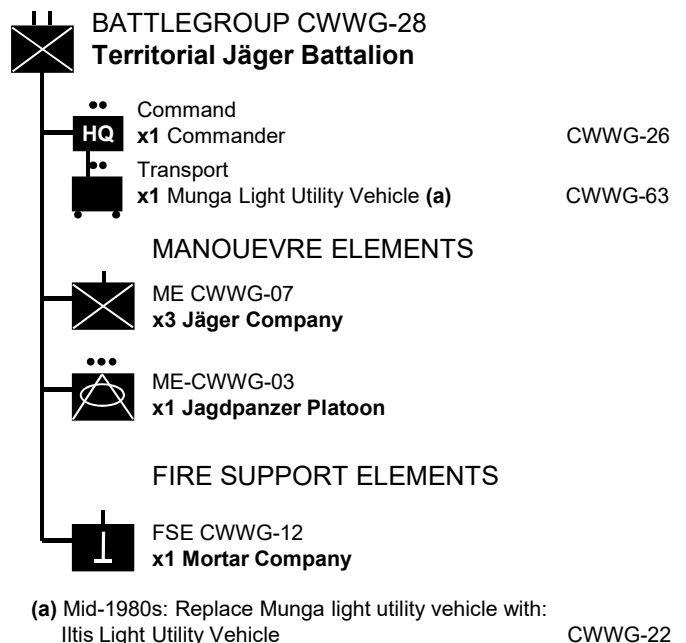 BATTLEGROUP CWWG-28
Territorial Jäger Battalion
Command
HQ x1 Commander CWWG-26
Transport
x1 Munga Light Utility Vehicle (a) CWWG-63
MANOUEVRE ELEMENTS
ME CWWG-07
x3 Jäger Company
ME-CWWG-03
x1 Jagdpanzer Platoon
FIRE SUPPORT ELEMENTS
FSE CWWG-12
x1 Mortar Company
(a) Mid-1980s: Replace Munga light utility vehicle with:
Iltis Light Utility Vehicle CWWG-22